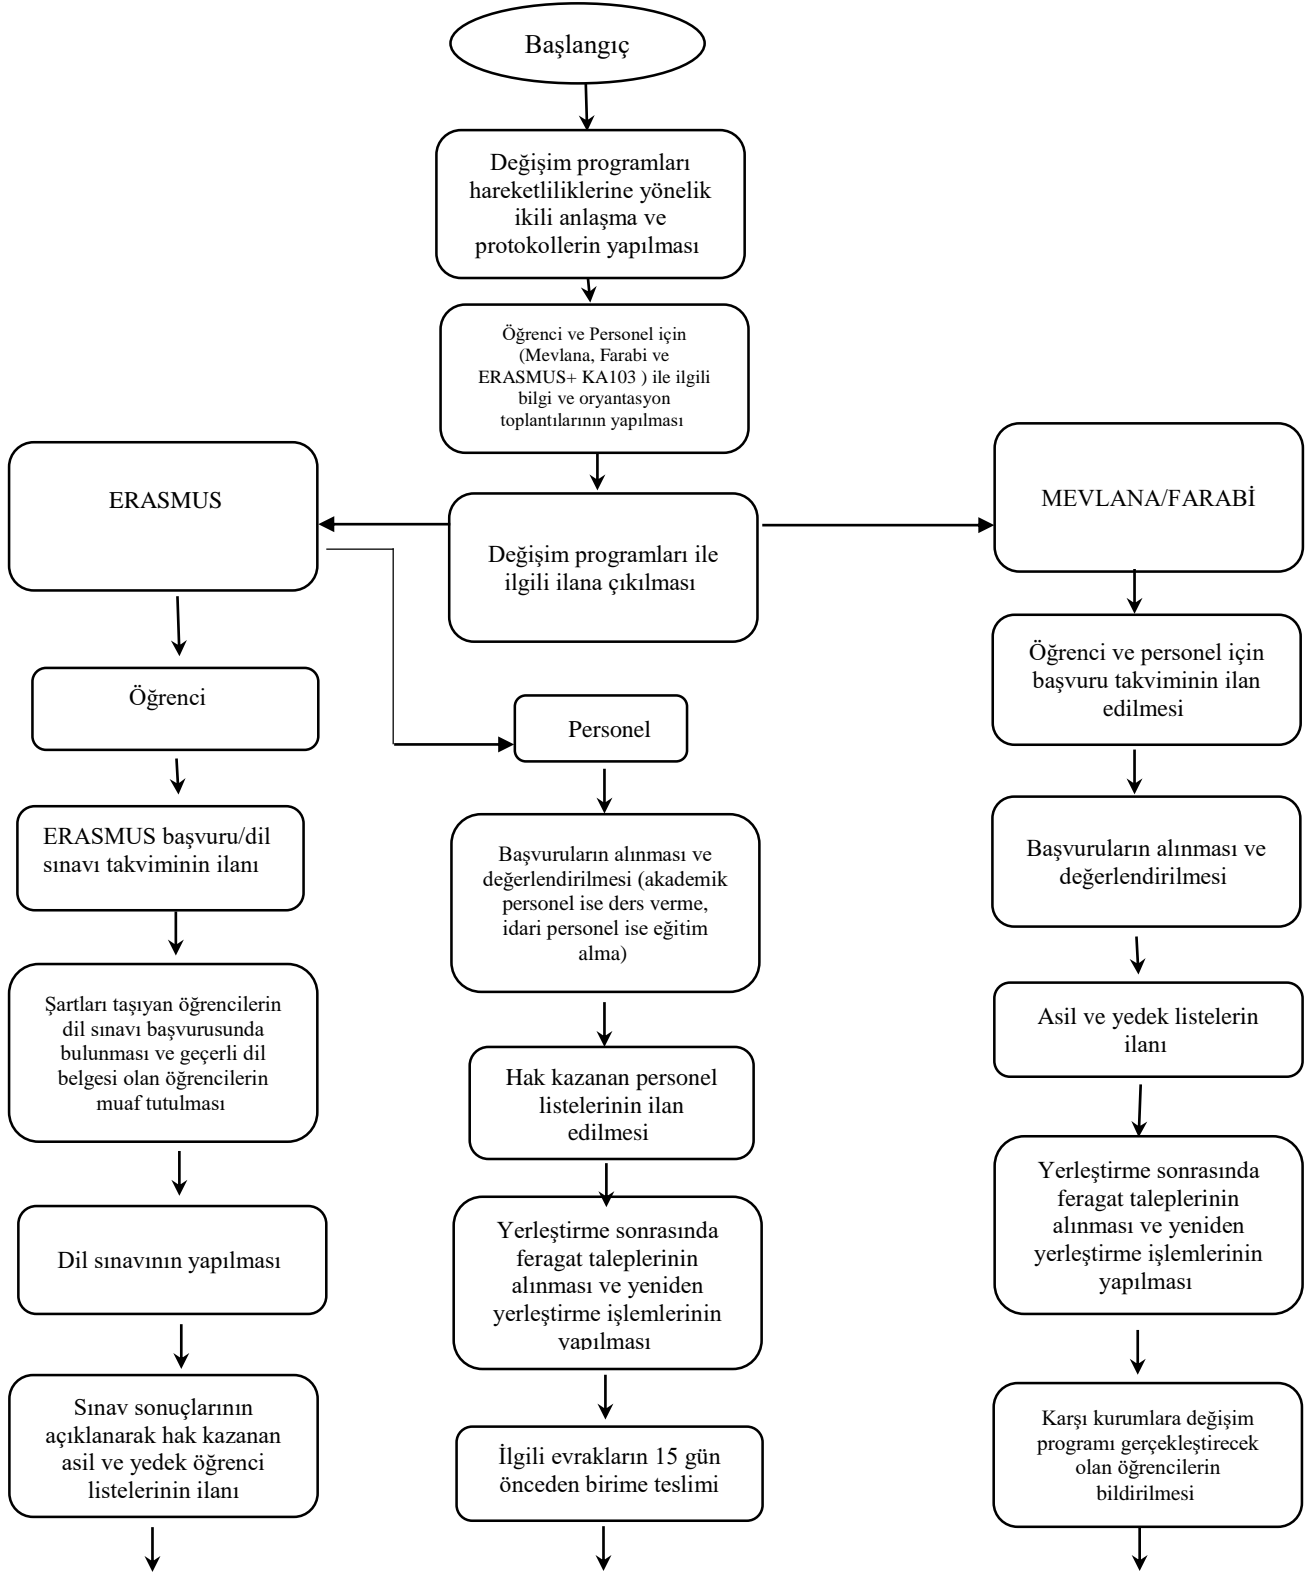 Başlangıç
Değişim programları
hareketliliklerine yönelik
ikili anlaşma ve
protokollerin yapılması
Öğrenci ve Personel için
(Mevlana, Farabi ve
ERASMUS+ KA103 ) ile ilgili
bilgi ve oryantasyon
toplantılarının yapılması
Değişim programları ile
ilgili ilana çıkılması
ERASMUS
Öğrenci
ERASMUS başvuru/dil
sınavı takviminin ilanı
Şartları taşıyan öğrencilerin
dil sınavı başvurusunda
bulunması ve geçerli dil
belgesi olan öğrencilerin
muaf tutulması
Dil sınavının yapılması
Sınav sonuçlarının
açıklanarak hak kazanan
asil ve yedek öğrenci
listelerinin ilanı
Personel
Başvuruların alınması ve
değerlendirilmesi (akademik
personel ise ders verme,
idari personel ise eğitim
alma)
Hak kazanan personel
listelerinin ilan
edilmesi
Yerleştirme sonrasında
feragat taleplerinin
alınması ve yeniden
yerleştirme işlemlerinin
yapılması
İlgili evrakların 15 gün
önceden birime teslimi
MEVLANA/FARABİ
Öğrenci ve personel için
başvuru takviminin ilan
edilmesi
Başvuruların alınması ve
değerlendirilmesi
Asil ve yedek listelerin
ilanı
Yerleştirme sonrasında
feragat taleplerinin
alınması ve yeniden
yerleştirme işlemlerinin
yapılması
Karşı kurumlara değişim
programı gerçekleştirecek
olan öğrencilerin
bildirilmesi